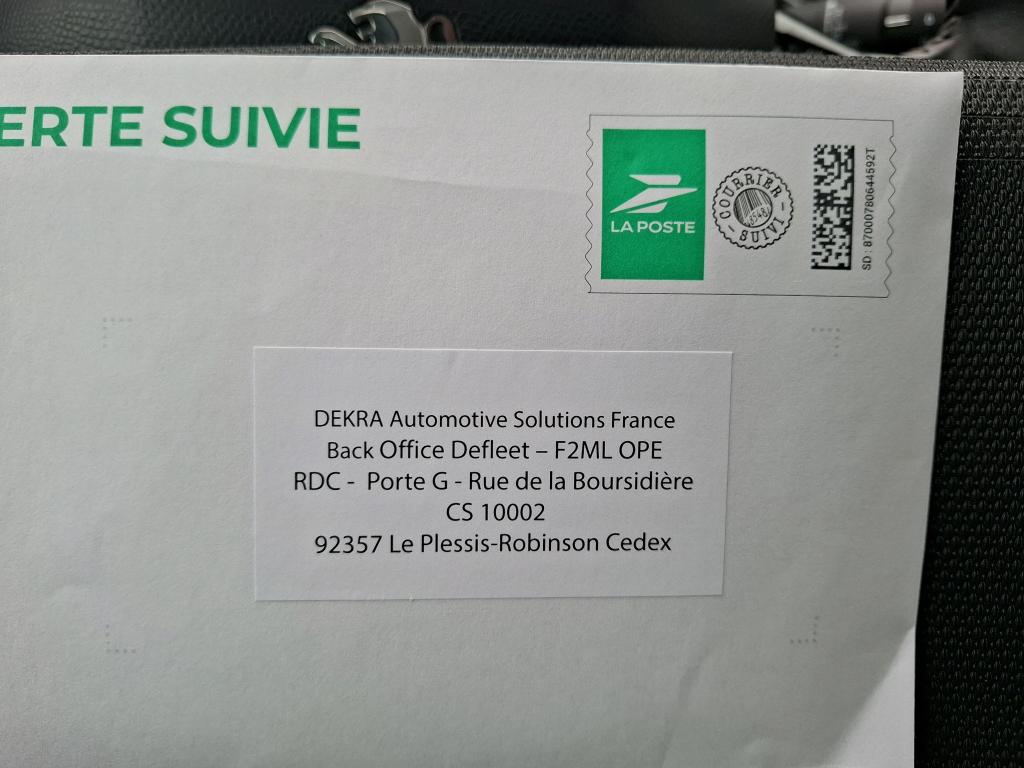 ERTE SUIVIE
LA POSTE
COURRIER
SUIVI
SD : 87000780644592T
DEKRA Automotive Solutions France
Back Office Defleet – F2ML OPE
RDC - Porte G - Rue de la Boursidière
CS 10002
92357 Le Plessis-Robinson Cedex